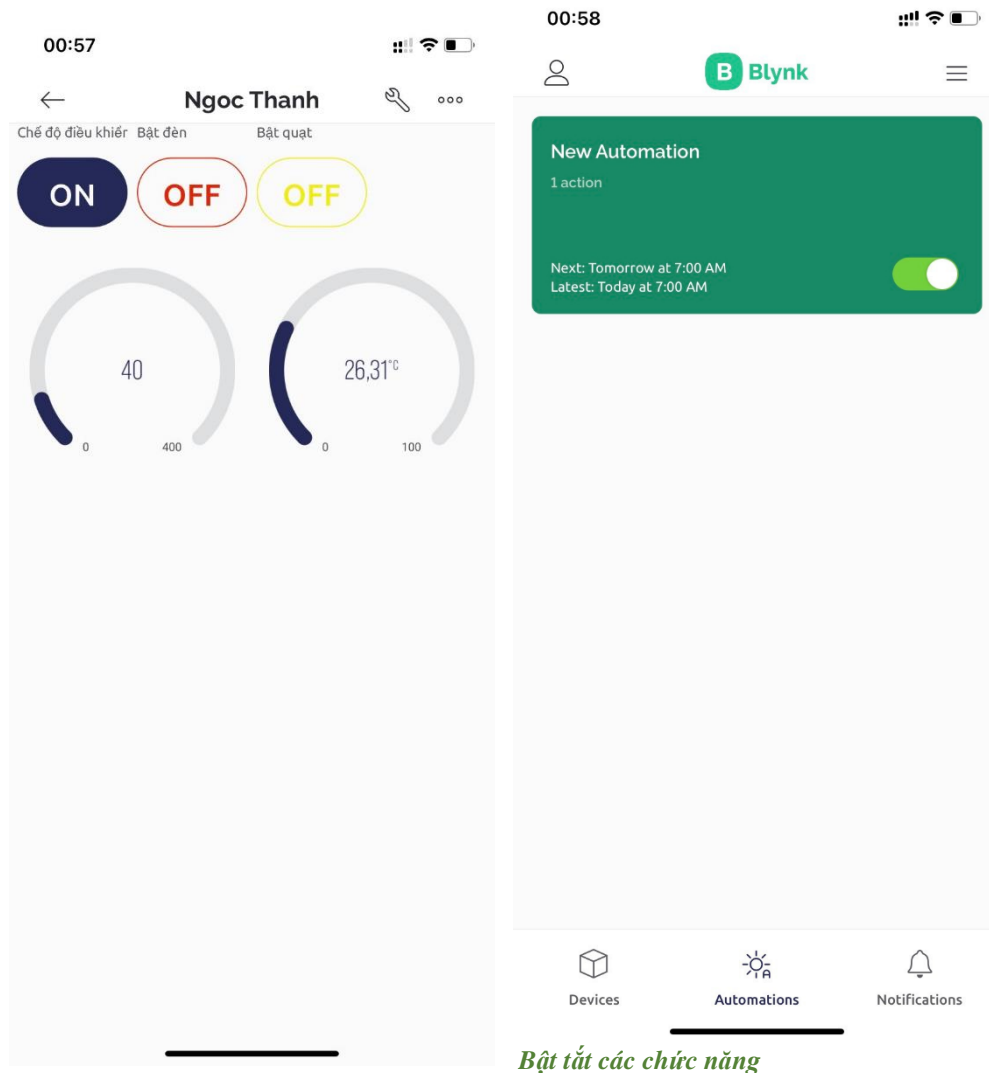 00:57
Ngoc Thanh
Chế độ điều khiển Bật đèn Bật quạt
ON OFF OFF
40
0 400
26,31°C
0 100
00:58
B Blynk
New Automation
1 action
Next: Tomorrow at 7:00 AM
Latest: Today at 7:00 AM
Devices Automations Notifications
Bật tắt các chức năng